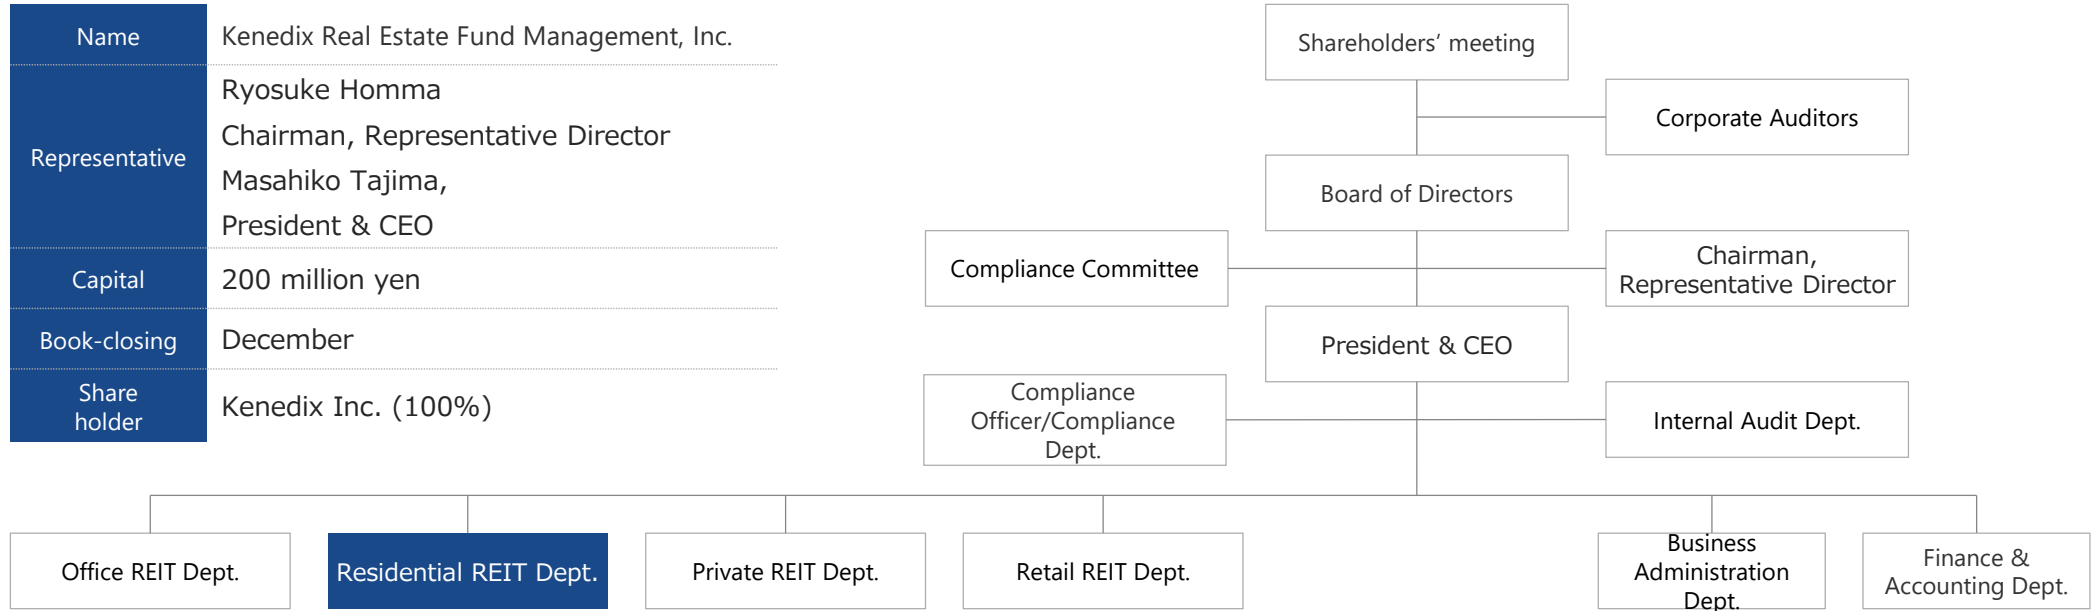 Name
Kenedix Real Estate Fund Management, Inc.
Representative
Ryosuke Homma
Chairman, Representative Director
Masahiko Tajima,
President & CEO
Capital
200 million yen
Book-closing
December
Share
holder
Kenedix Inc. (100%)
Shareholders’ meeting
Corporate Auditors
Board of Directors
Compliance Committee
Chairman,
Representative Director
President & CEO
Compliance
Officer/Compliance
Dept.
Internal Audit Dept.
Office REIT Dept.
Residential REIT Dept.
Private REIT Dept.
Retail REIT Dept.
Business
Administration
Dept.
Finance &
Accounting Dept.